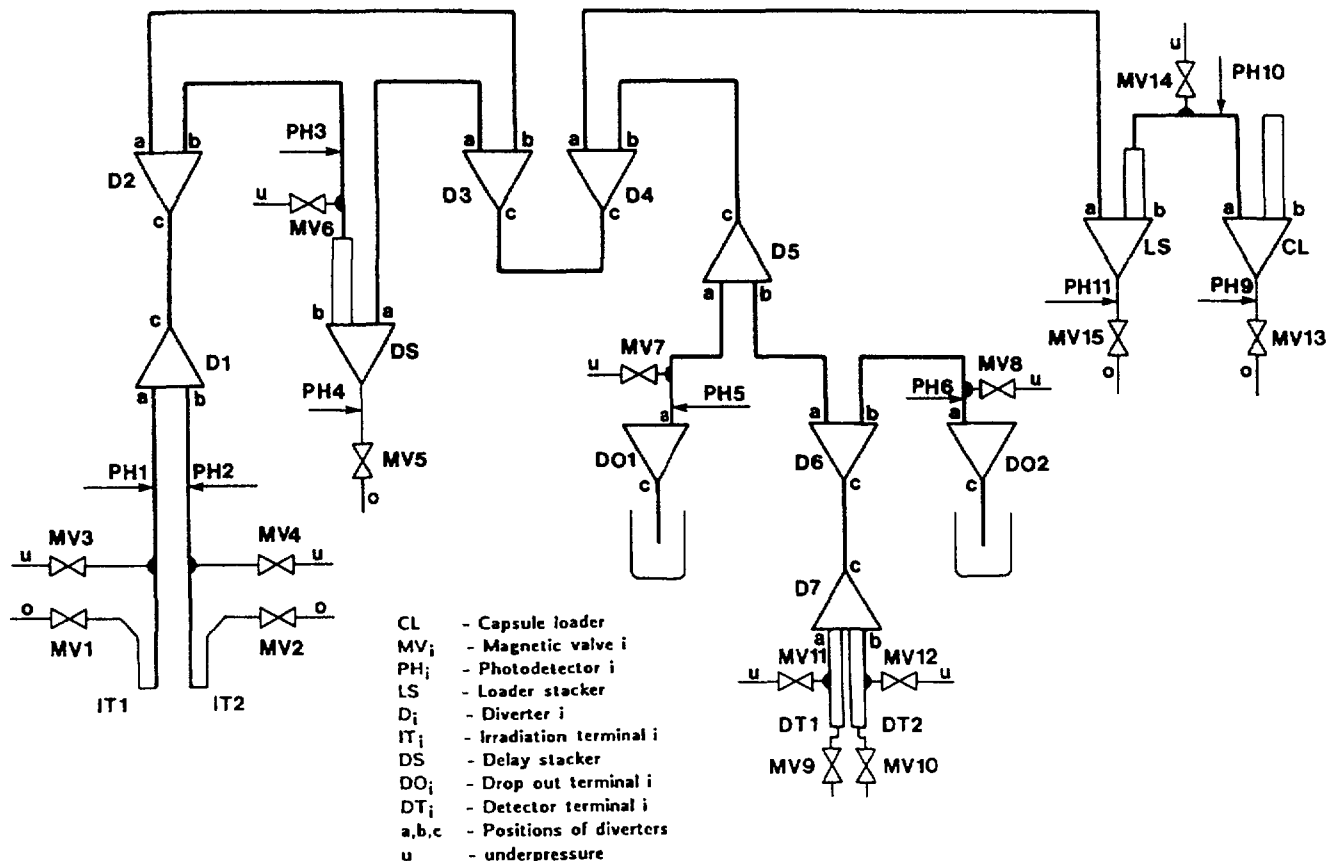 u
MV14
PH10
a
b
a
b
a
b
a
b
PH3
D2
D3
D4
u
MV6
c
c
c
c
D5
a
b
LS
a
b
CL
a
b
b
a
DS
c
D1
a
b
PH11
PH9
MV15
MV13
o
o
MV7
u
PH5
a
MV8
u
PH6
a
b
a
PH4
MV5
o
DO1
c
D6
c
DO2
c
PH1
PH2
MV3
u
MV4
u
o
MV1
o
MV2
IT1
IT2
c
D7
a
b
MV11
u
MV12
u
DT1
DT2
MV9
MV10
CL - Capsule loader
MVi - Magnetic valve i
PHi - Photodetector i
LS - Loader stacker
Di - Diverter i
ITi - Irradiation terminal i
DS - Delay stacker
DOi - Drop out terminal i
DTi - Detector terminal i
a,b,c - Positions of diverters
u - underpressure